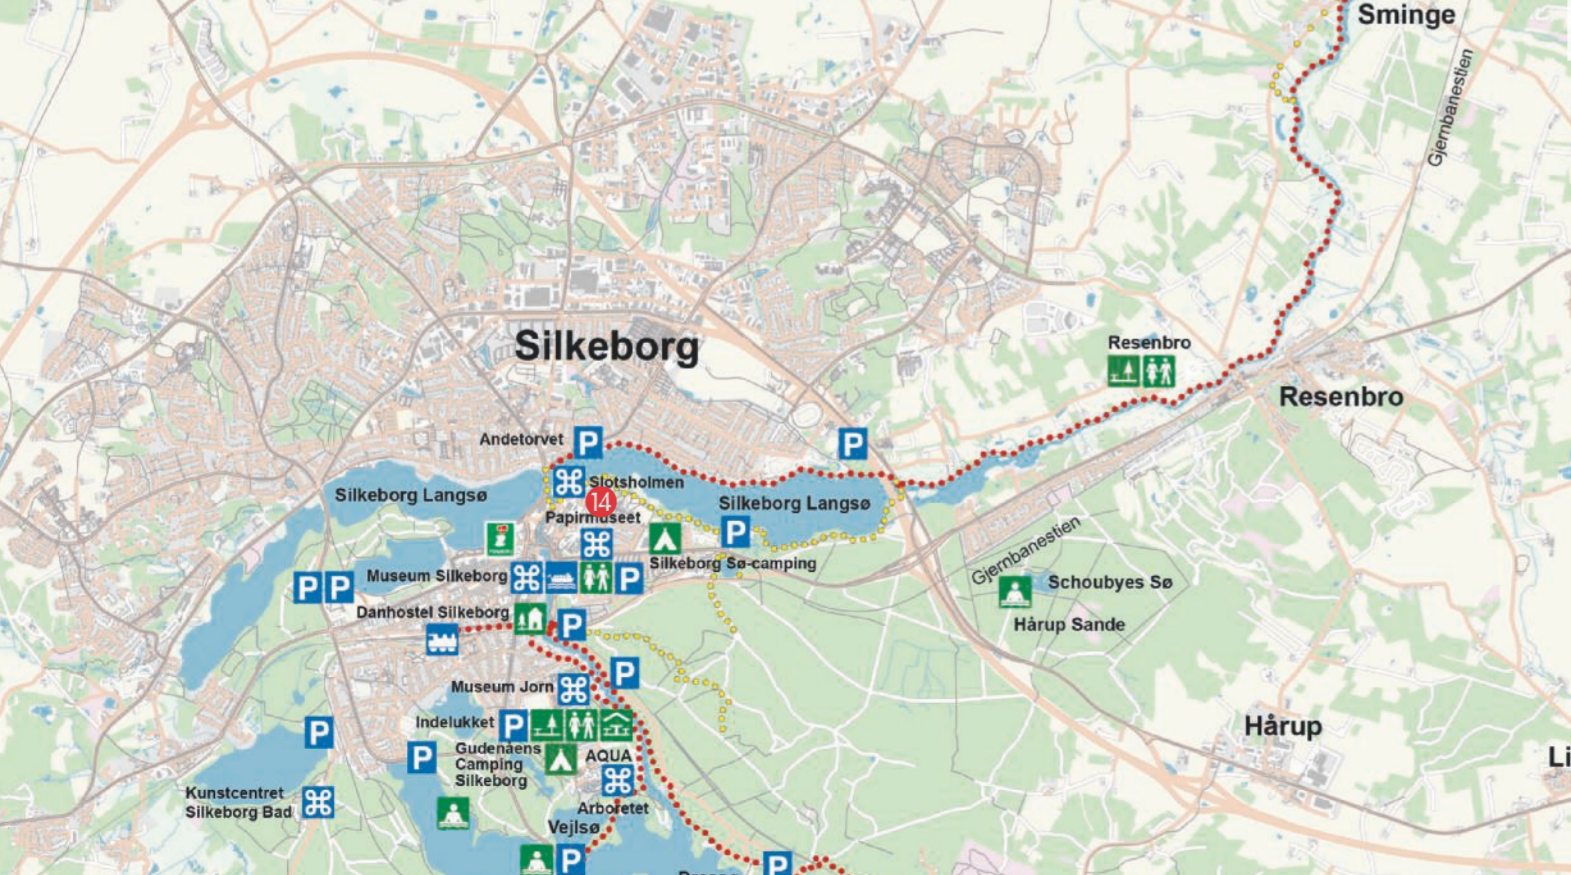 Sminge
Gjernbanestien
Silkeborg
Resenbro
Resenbro
Andetorvet
P
P
Silkeborg Langsø
Slotsholmen
14
Silkeborg Langsø
Papirmuseet
P
Silkeborg Sø-camping
Gjernbanestien
P P
Museum Silkeborg
P
Schoubyes Sø
Danhostel Silkeborg
P
Hårup Sande
P
Museum Jorn
Indelukket
P
P
Hårup
Gudenåens
Camping
Silkeborg
P
AQUA
Li
Kunstcentret
Silkeborg Bad
Arboretet
Vejlsø
P
P